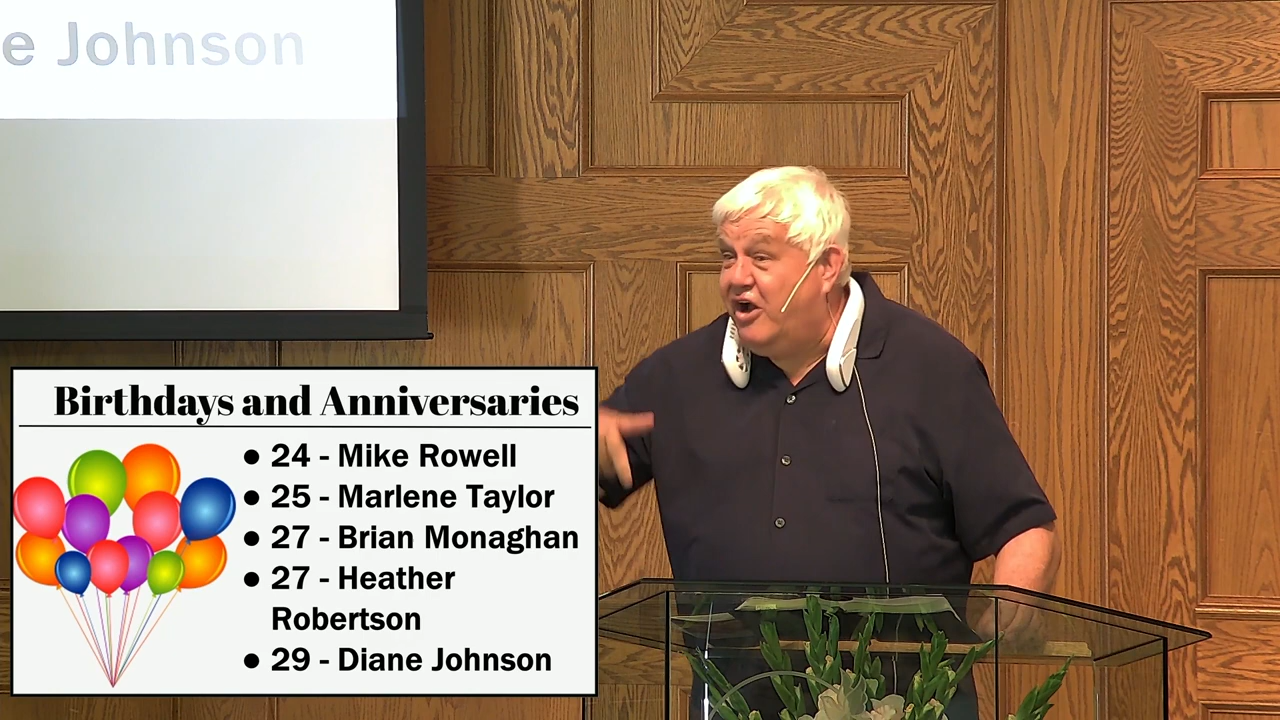 e Johnson
Birthdays and Anniversaries
● 24 - Mike Rowell
● 25 - Marlene Taylor
● 27 - Brian Monaghan
● 27 - Heather
Robertson
● 29 - Diane Johnson